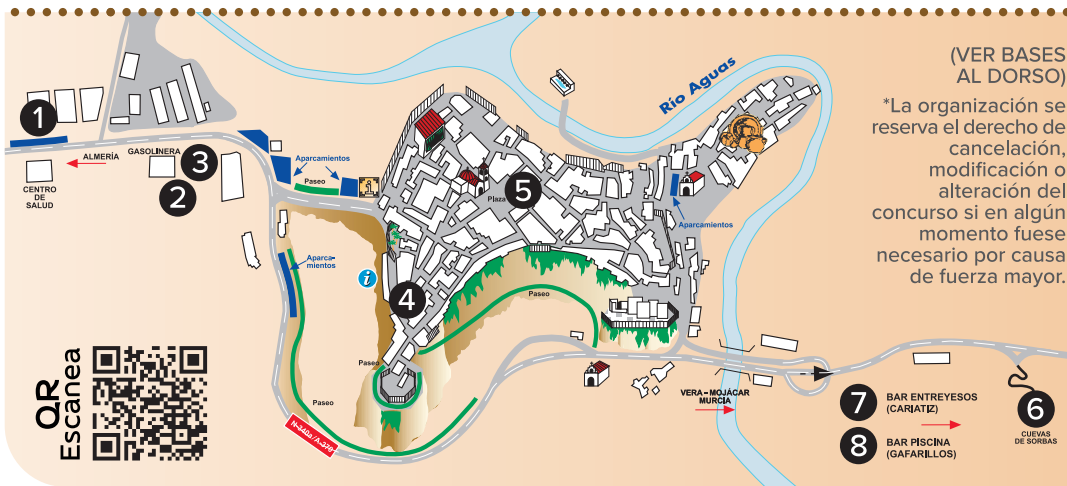 (VER BASES
AL DORSO)
*La organización se
reserva el derecho de
cancelación,
modificación o
alteración del
concurso si en algún
momento fuese
necesario por causa
de fuerza mayor.
Río Aguas
1
ALMERÍA
CENTRO
DE
SALUD
GASOLINERA
3
2
Aparcamientos
Paseo
i
Plaza
5
Aparcamientos
Aparca-
mientos
i
4
Paseo
Paseo
Paseo
N-340a/A-370
VERA - MOJÁCAR
MURCIA
7
BAR ENTREYESOS
(CARIATIZ)
8
BAR PISCINA
(GAFARILLOS)
6
CUEVAS
DE SORBAS
QR
Escanea